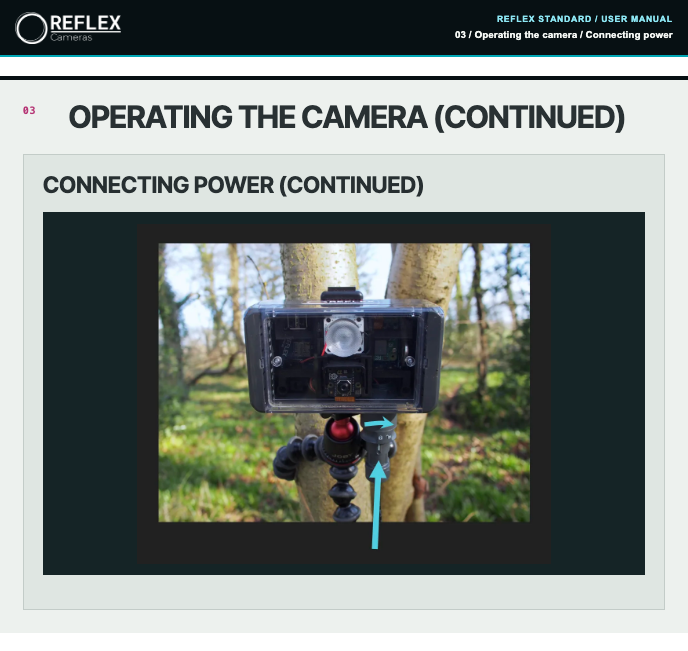 REFLEX
Cameras
REFLEX STANDARD / USER MANUAL
03 / Operating the camera / Connecting power
03
OPERATING THE CAMERA (CONTINUED)
CONNECTING POWER (CONTINUED)